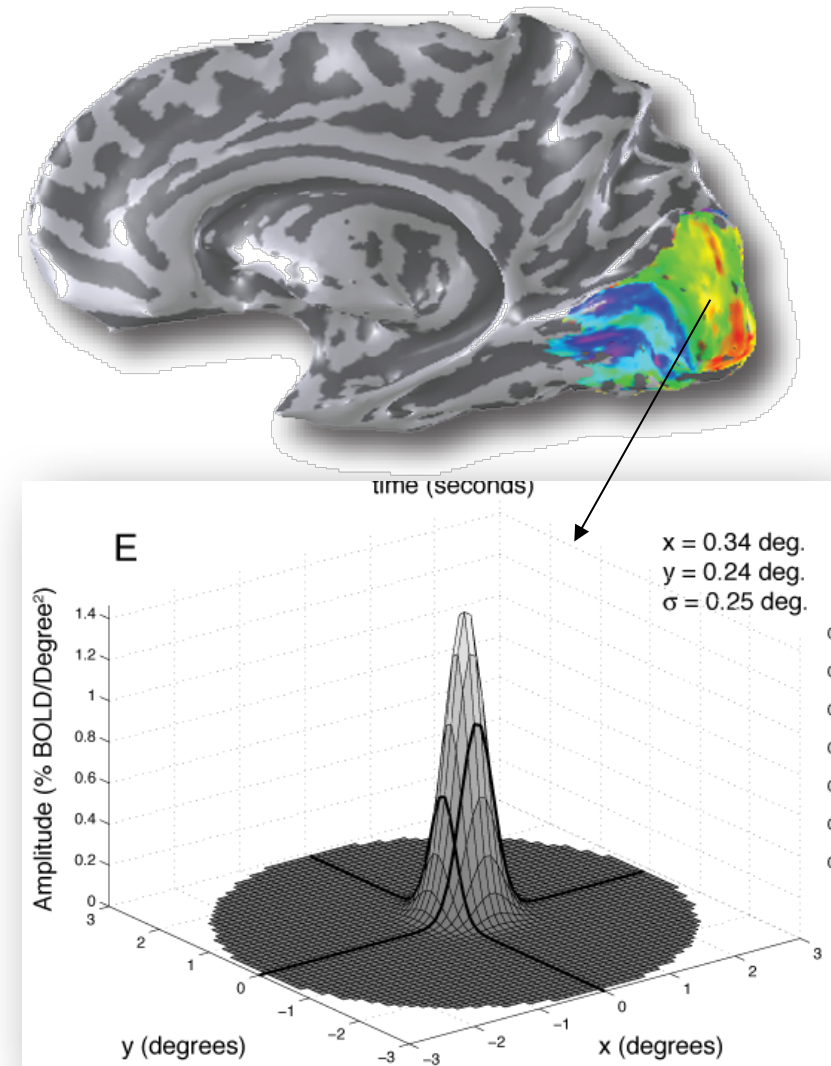 time (seconds)
E
x = 0.34 deg.
y = 0.24 deg.
σ = 0.25 deg.
Amplitude (% BOLD/Degree²)
1.4
1.2
1
0.8
0.6
0.4
0.2
0
3
2
1
0
−1
−2
−3
y (degrees)
−3
−2
−1
0
1
2
3
x (degrees)